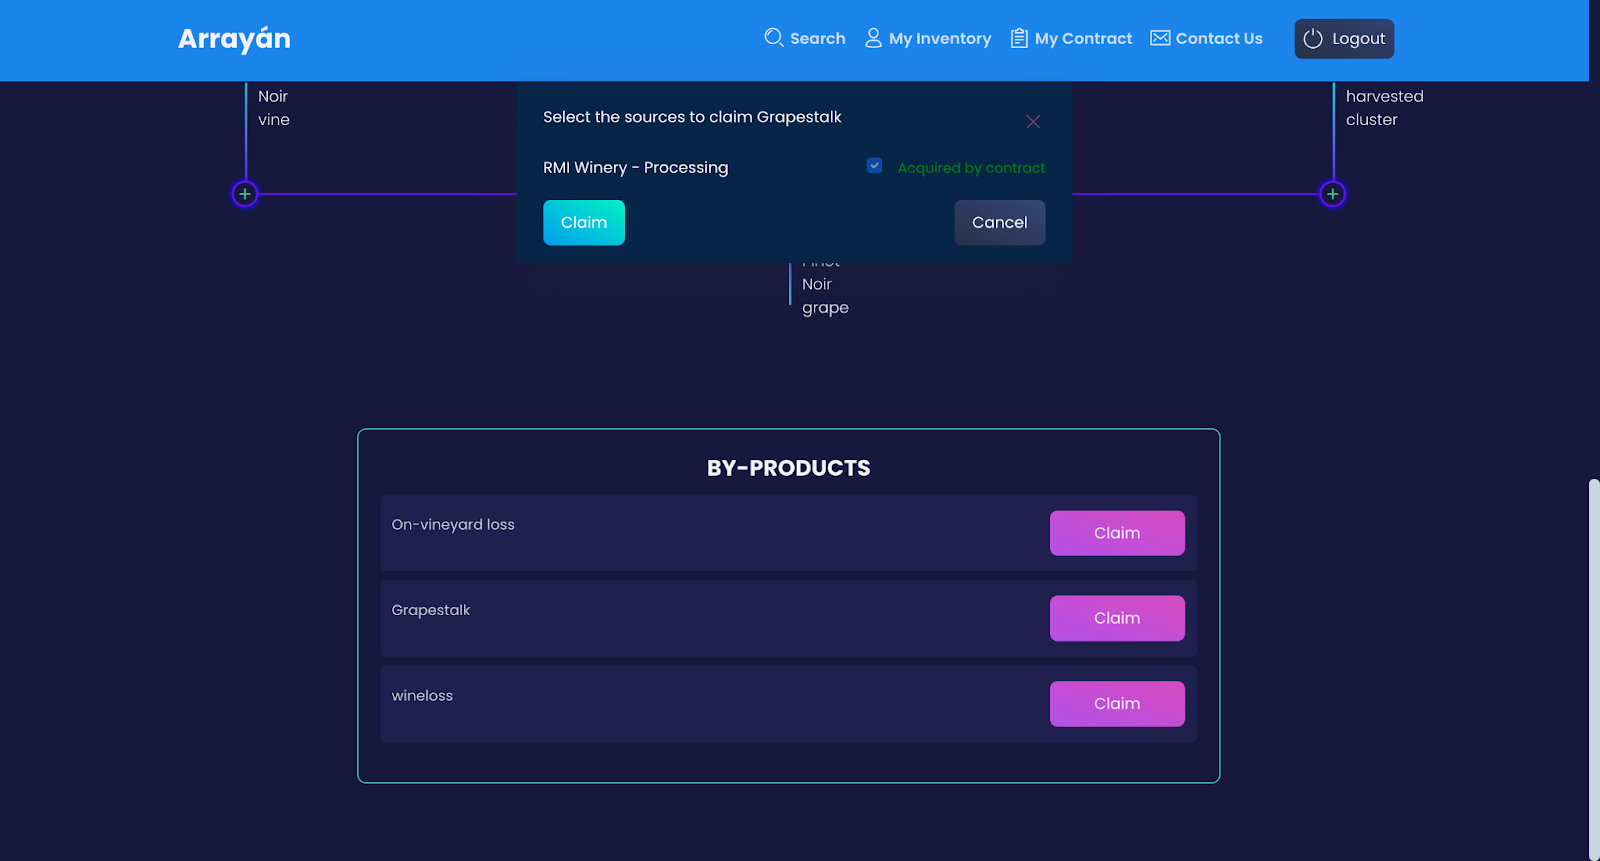 Arrayán
Search
My Inventory
My Contract
Contact Us
Logout
Noir
vine
harvested
cluster
Select the sources to claim Grapestalk
RMI Winery - Processing
Acquired by contract
Claim
Cancel
Noir
grape
BY-PRODUCTS
On-vineyard loss
Claim
Grapestalk
Claim
wineloss
Claim